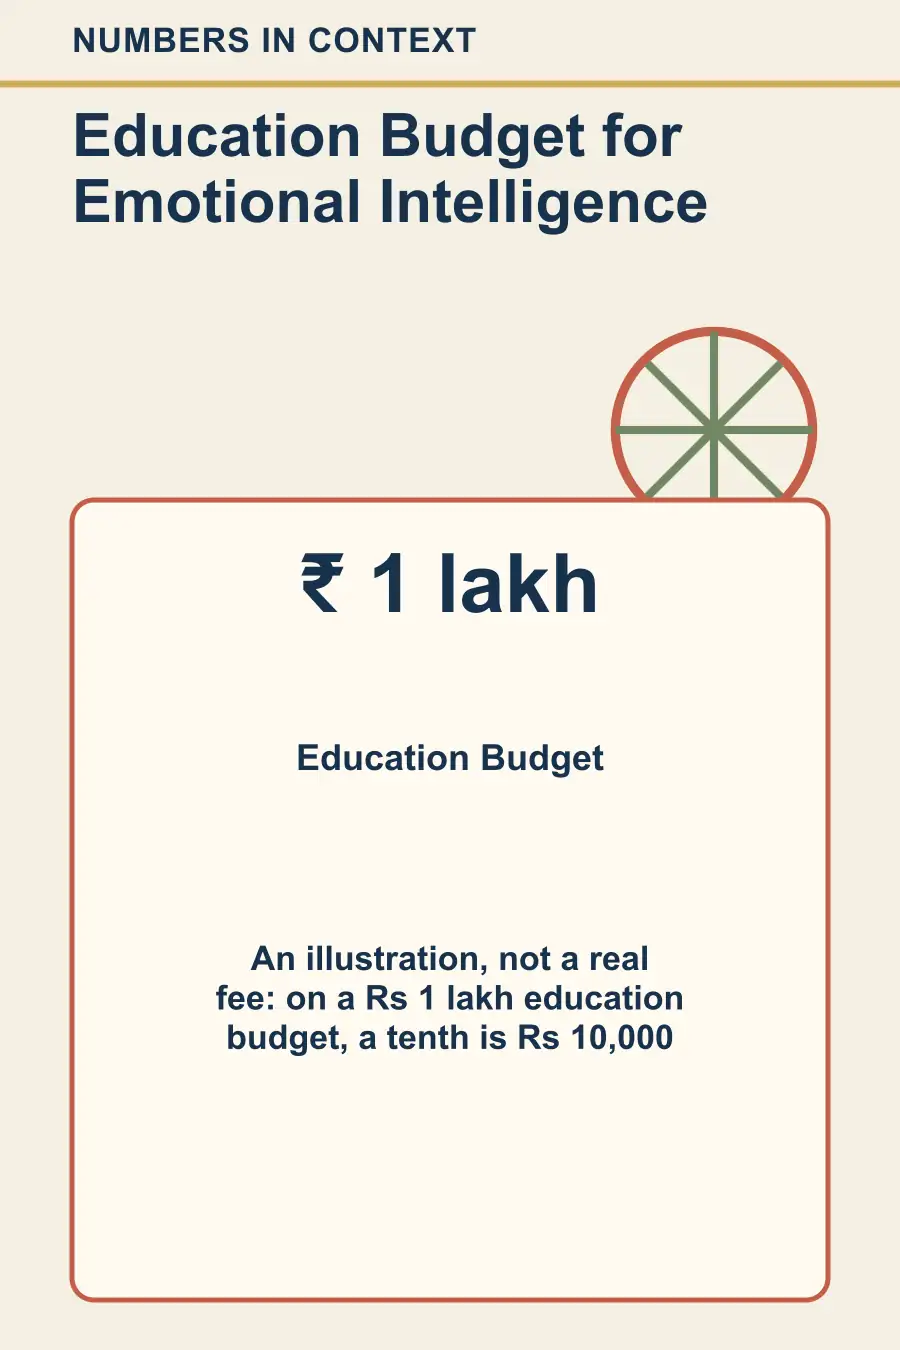 NUMBERS IN CONTEXT
Education Budget for
Emotional Intelligence
₹ 1 lakh
Education Budget
An illustration, not a real
fee: on a Rs 1 lakh education
budget, a tenth is Rs 10,000